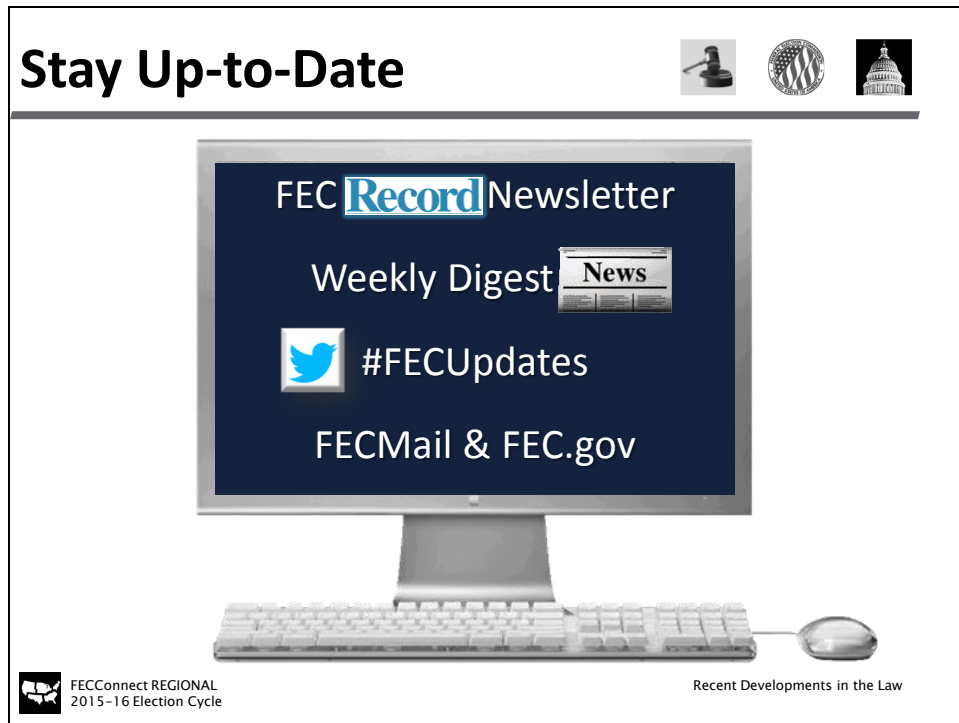 Stay Up-to-Date
FEC Record Newsletter
Weekly Digest News
#FECUpdates
FECMail & FEC.gov
FECConnect REGIONAL
2015-16 Election Cycle
Recent Developments in the Law